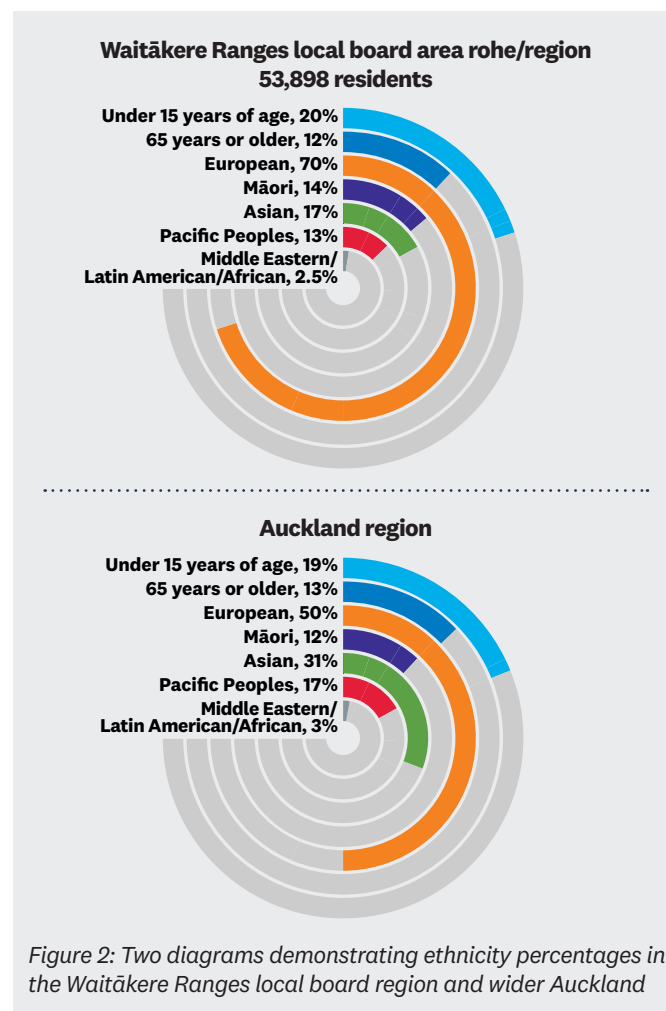 Waitākere Ranges local board area rohe/region
53,898 residents
Under 15 years of age, 20%
65 years or older, 12%
European, 70%
Māori, 14%
Asian, 17%
Pacific Peoples, 13%
Middle Eastern/
Latin American/African, 2.5%
Auckland region
Under 15 years of age, 19%
65 years or older, 13%
European, 50%
Māori, 12%
Asian, 31%
Pacific Peoples, 17%
Middle Eastern/
Latin American/African, 3%
Figure 2: Two diagrams demonstrating ethnicity percentages in
the Waitākere Ranges local board region and wider Auckland